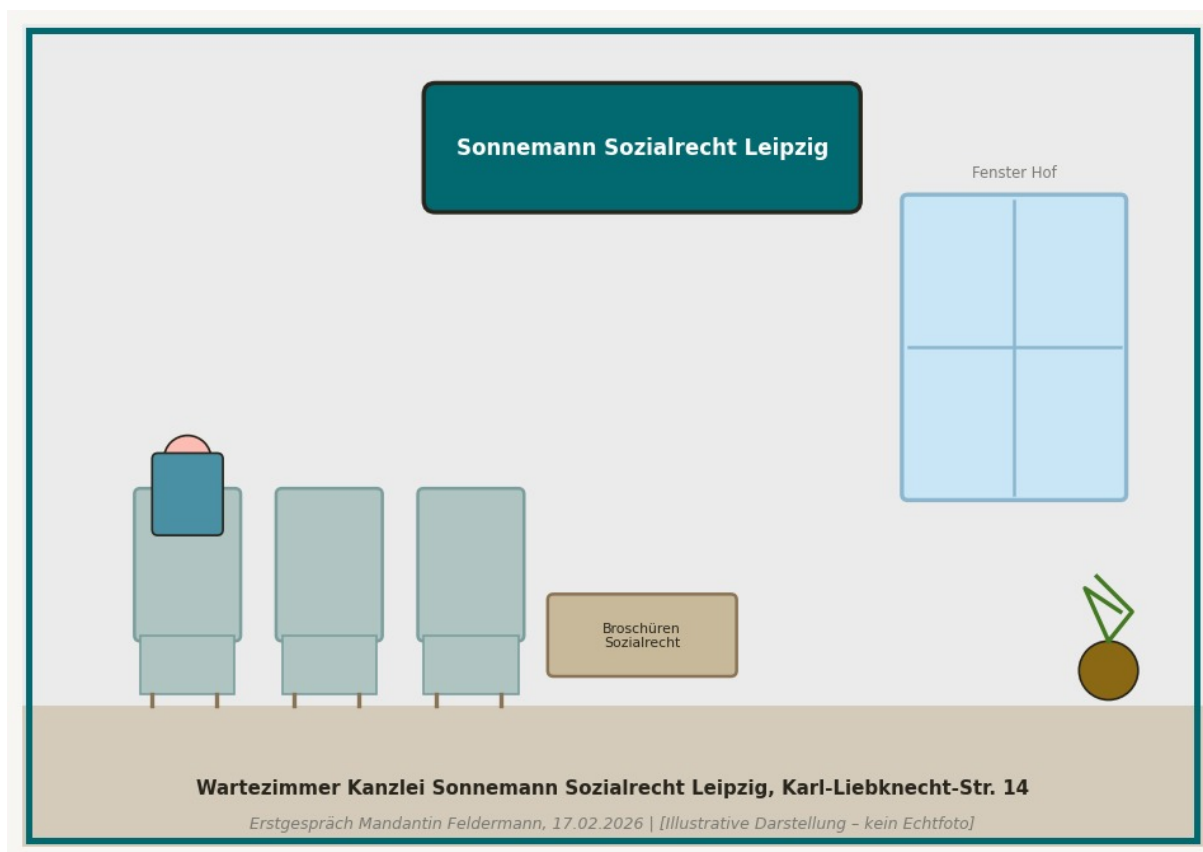 Sonnemann Sozialrecht Leipzig
Fenster Hof
Broschüren
Sozialrecht
Wartezimmer Kanzlei Sonnemann Sozialrecht Leipzig, Karl-Liebknecht-Str. 14
Erstgespräch Mandantin Feldermann, 17.02.2026 | [Illustrative Darstellung – kein Echtfoto]